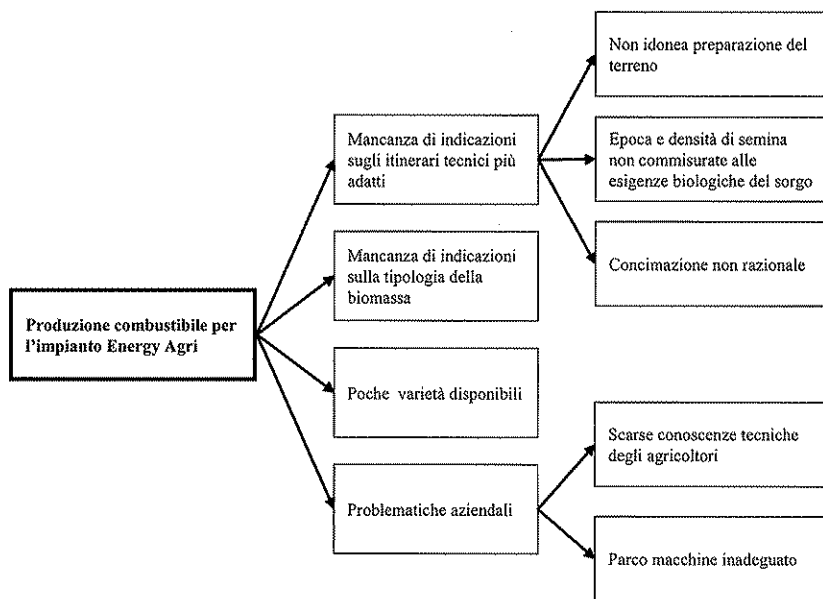 Non idonea preparazione del
terreno
Mancanza di indicazioni
sugli itinerari tecnici più
adatti
Epoca e densità di semina
non commisurate alle
esigenze biologiche del sorgo
Mancanza di indicazioni
sulla tipologia della
biomassa
Concimazione non razionale
Produzione combustibile per
l'impianto Energy Agri
Poche varietà disponibili
Scarse conoscenze tecniche
degli agricoltori
Problematiche aziendali
Parco macchine inadeguato